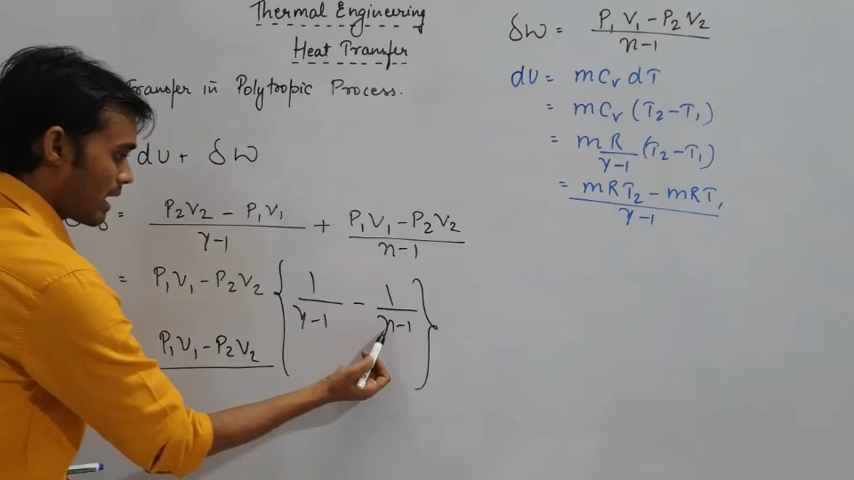 Thermal Engineering
Heat Transfer
Transfer in Polytropic Process.
dU + δW
= P₂V₂ - P₁V₁ / γ-1 + P₁V₁ - P₂V₂ / n-1
= P₁V₁ - P₂V₂ { 1 / γ-1 - 1 / n-1 }
P₁V₁ - P₂V₂
δW = P₁V₁ - P₂V₂ / n-1
dU = mCv dT
= mCv (T₂-T₁)
= mR / γ-1 (T₂-T₁)
= mRT₂ - mRT₁ / γ-1